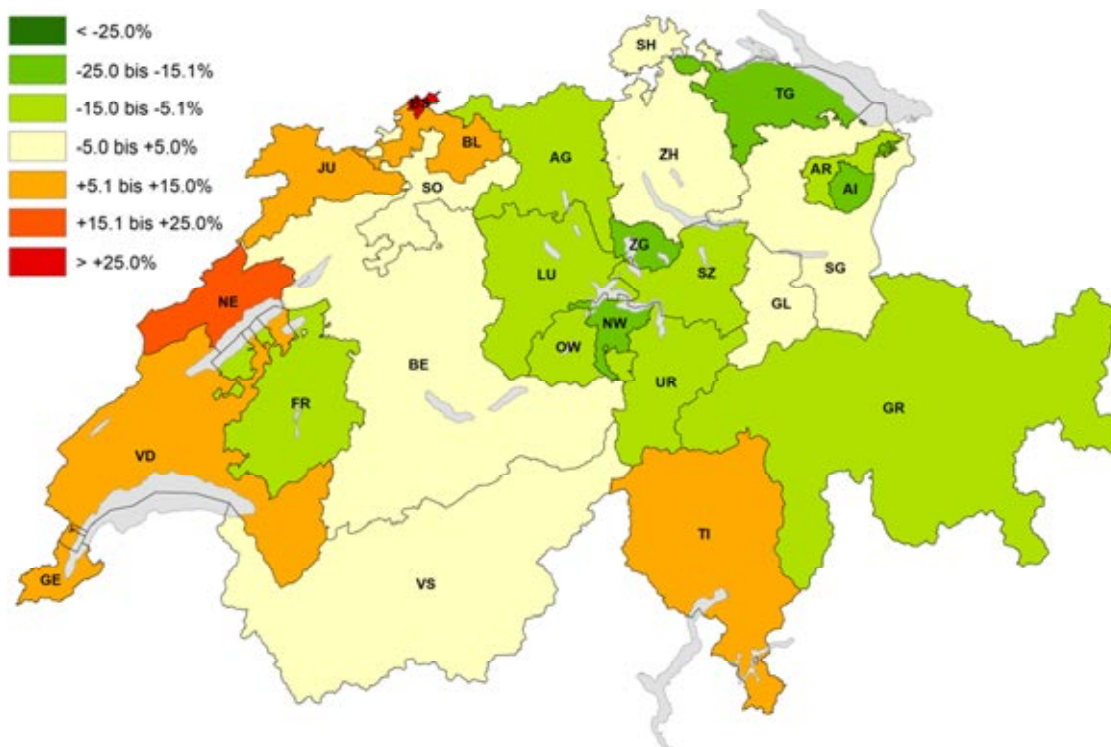 < -25.0%
-25.0 bis -15.1%
-15.0 bis -5.1%
-5.0 bis +5.0%
+5.1 bis +15.0%
+15.1 bis +25.0%
> +25.0%
SH
TG
BL
JU
AG
ZH
SO
AR
AI
ZG
LU
SZ
SG
NE
GL
NW
OW
BE
UR
FR
GR
VD
TI
GE
VS